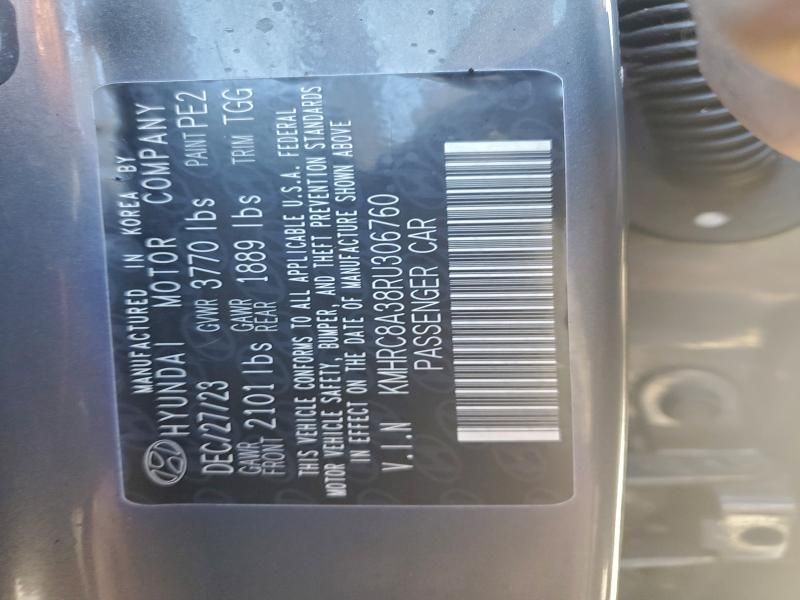 MANUFACTURED IN KOREA BY
HYUNDAI MOTOR COMPANY
DEC/27/23 GVWR 3770 lbs PAINT PE2
GAWR FRONT 2101 lbs GAWR REAR 1889 lbs TRIM TGG
THIS VEHICLE CONFORMS TO ALL APPLICABLE U.S.A. FEDERAL
MOTOR VEHICLE SAFETY, BUMPER, AND THEFT PREVENTION STANDARDS
IN EFFECT ON THE DATE OF MANUFACTURE SHOWN ABOVE
V.I.N KMHRC8A38RU306760
PASSENGER CAR